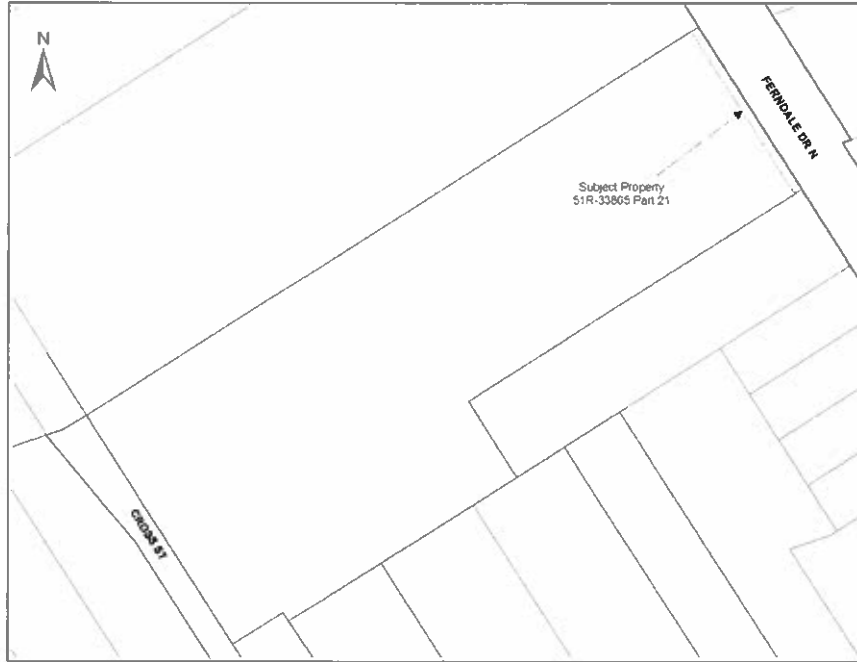 N
FERNDALE DR N
Subject Property
51R-33805 Part 21
CROSS ST